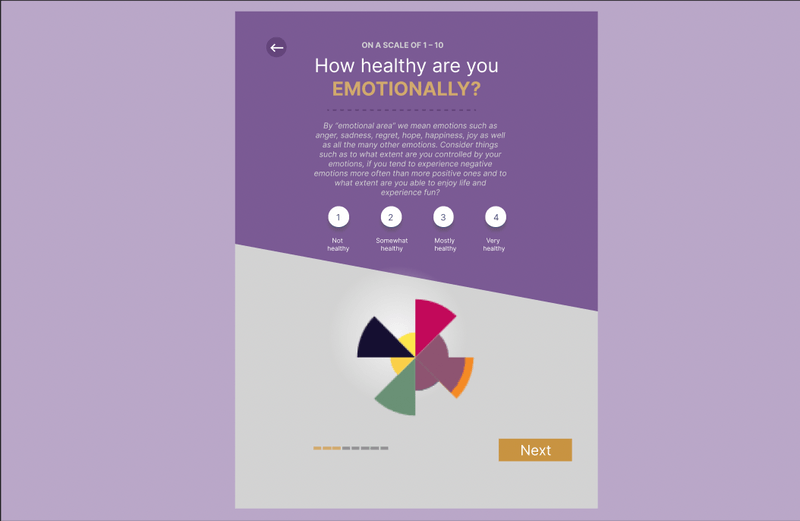 ON A SCALE OF 1 – 10
How healthy are you
EMOTIONALLY?
By "emotional area" we mean emotions such as
anger, sadness, regret, hope, happiness, joy as well
as all the many other emotions. Consider things
such as to what extent are you controlled by your
emotions, if you tend to experience negative
emotions more often than more positive ones and to
what extent are you able to enjoy life and
experience fun?
1 2 3 4
Not Somewhat Mostly Very
healthy healthy healthy healthy
Next